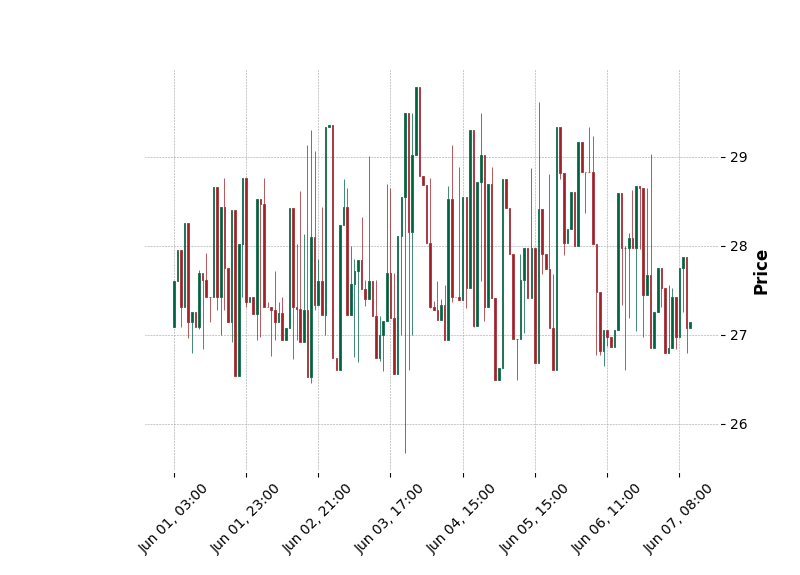 29
28
27
26
Price
Jun 01, 03:00
Jun 01, 23:00
Jun 02, 21:00
Jun 03, 17:00
Jun 04, 15:00
Jun 05, 15:00
Jun 06, 11:00
Jun 07, 08:00